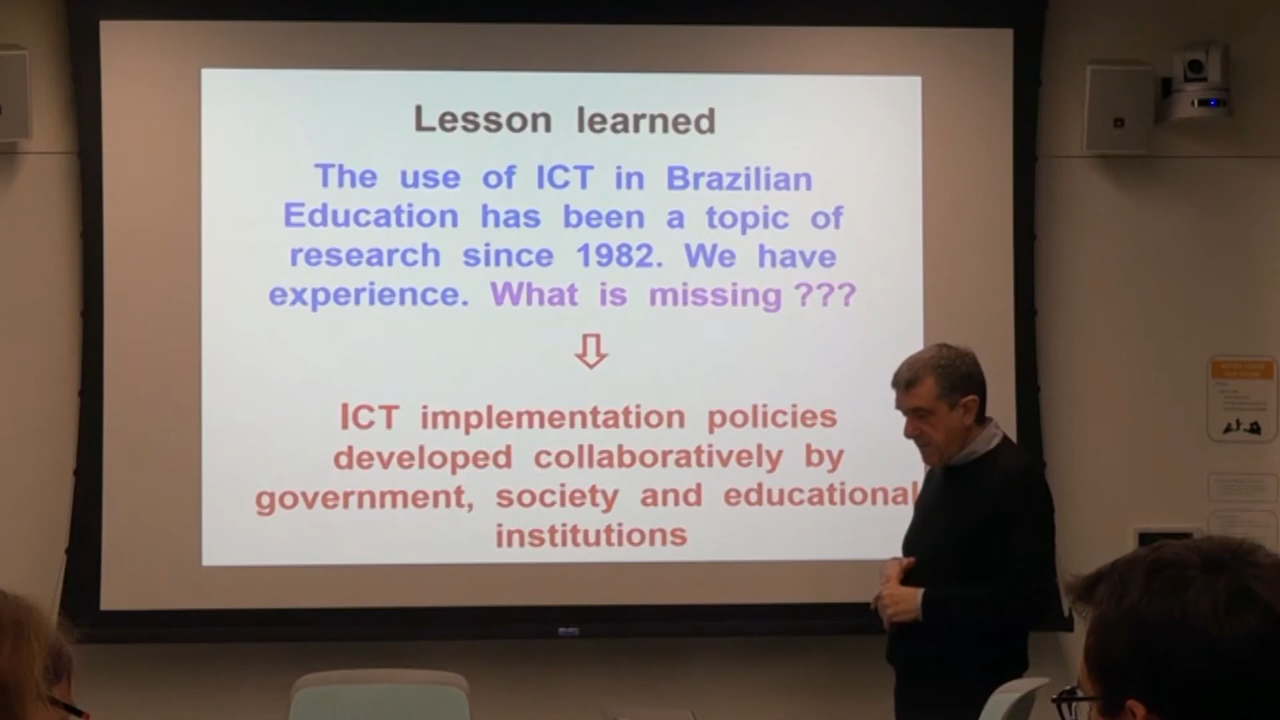 Lesson learned
The use of ICT in Brazilian
Education has been a topic of
research since 1982. We have
experience. What is missing ???
ICT implementation policies
developed collaboratively by
government, society and educational
institutions